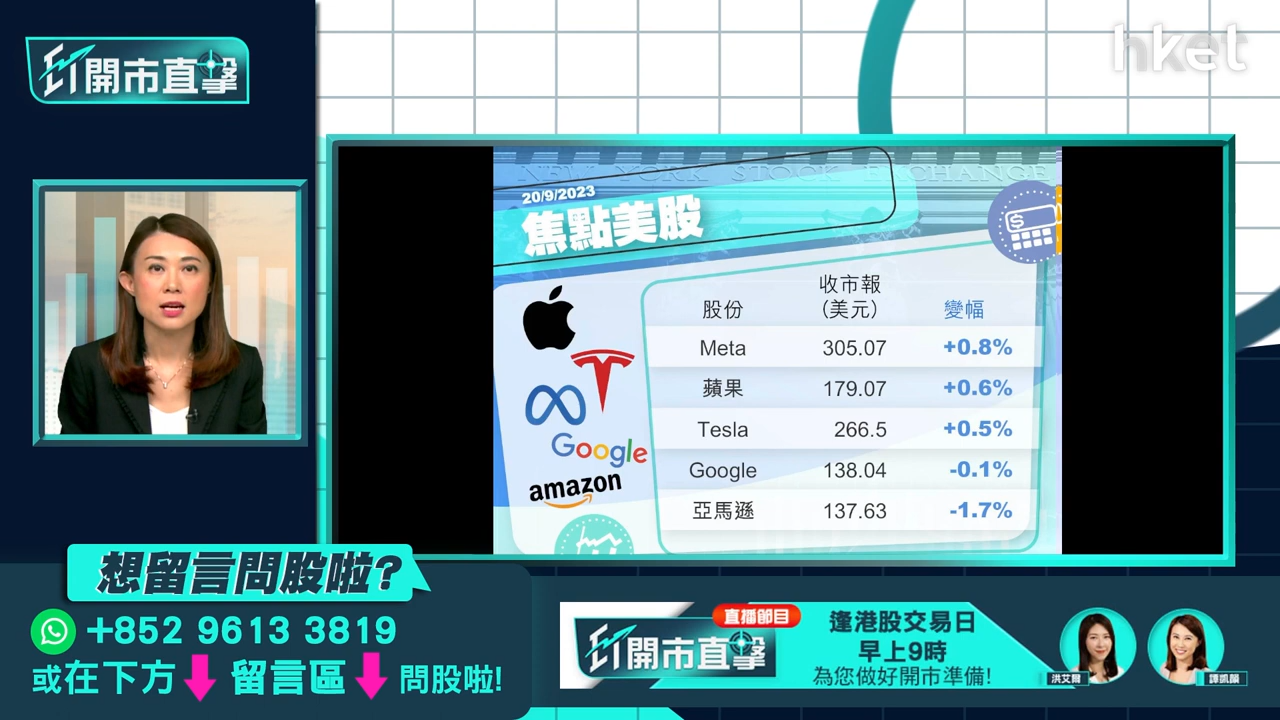 ET開市直擊
hket
NEW YORK STOCK EXCHANGE
20/9/2023
焦點美股
股份 收市報(美元) 變幅
Meta 305.07 +0.8%
蘋果 179.07 +0.6%
Tesla 266.5 +0.5%
Google 138.04 -0.1%
亞馬遜 137.63 -1.7%
Google
amazon
想留言問股啦?
+852 9613 3819
或在下方 留言區 問股啦!
直播節目
ET開市直擊
逢港股交易日
早上9時
為您做好開市準備!
洪艾爾
譚凱韻